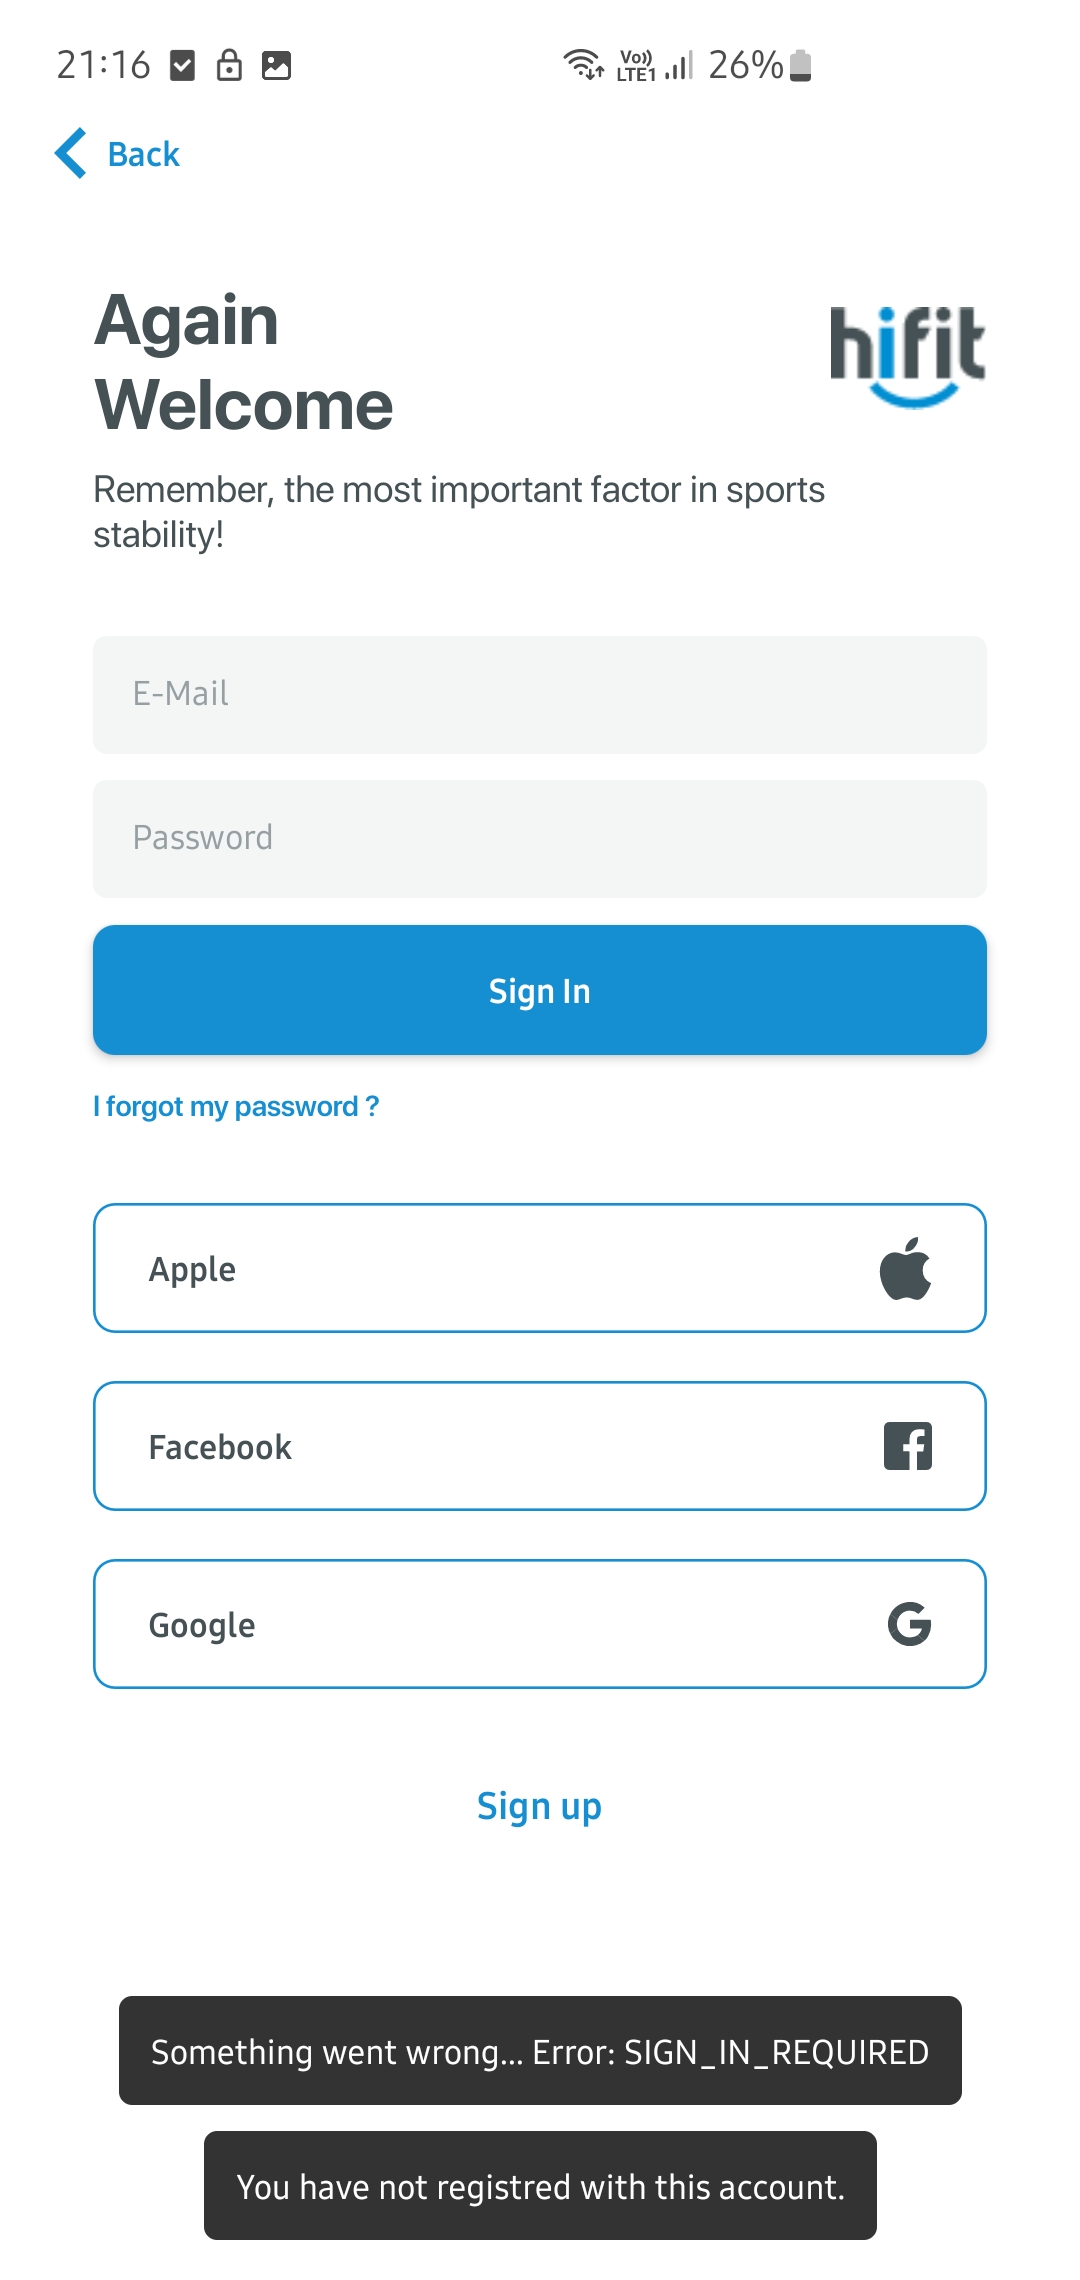 21:16
Vo)) LTE1 26%
Back
Again
Welcome
hifit
Remember, the most important factor in sports
stability!
E-Mail
Password
Sign In
I forgot my password ?
Apple
Facebook
Google
Sign up
Something went wrong... Error: SIGN_IN_REQUIRED
You have not registred with this account.